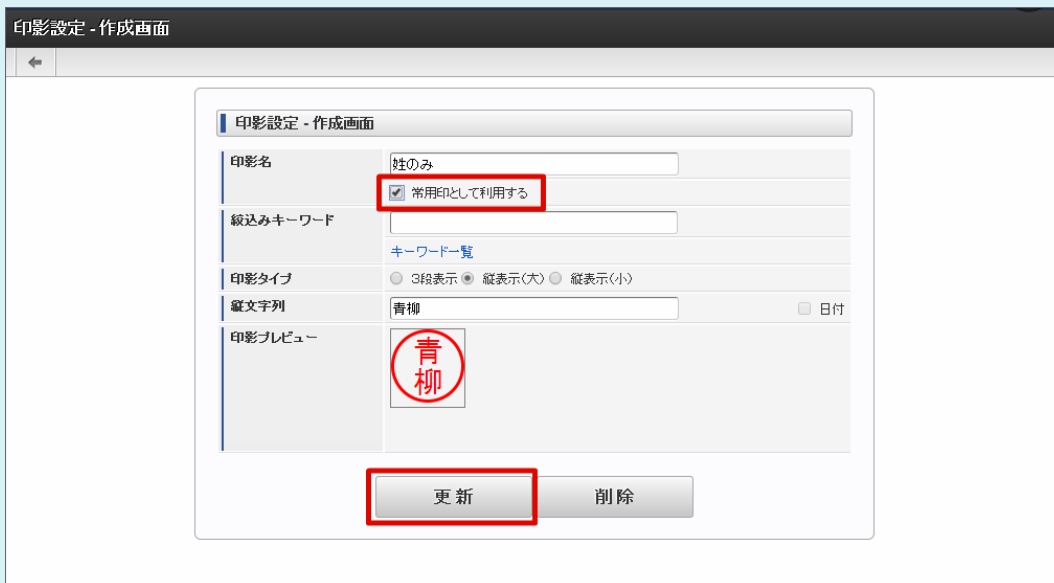 印影設定 - 作成画面
印影設定 - 作成画面
印影名
姓のみ
常用印として利用する
絞込みキーワード
キーワード一覧
印影タイプ
3段表示 縦表示(大) 縦表示(小)
縦文字列
青柳
日付
印影プレビュー
青
柳
更新
削除